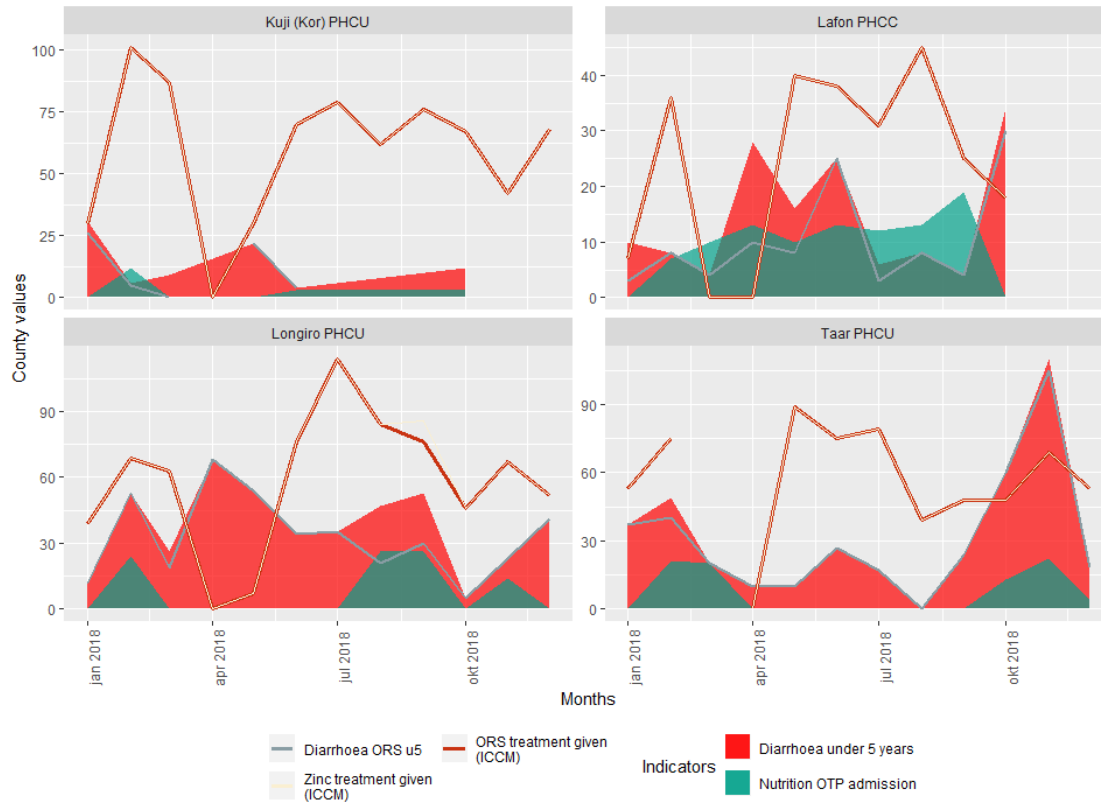 Kuji (Kor) PHCU
Lafon PHCC
100
75
50
25
0
40
30
20
10
0
County values
Longiro PHCU
Taar PHCU
90
60
30
0
90
60
30
0
jan 2018
apr 2018
jul 2018
okt 2018
jan 2018
apr 2018
jul 2018
okt 2018
Months
Diarrhoea ORS u5
ORS treatment given
(ICCM)
Zinc treatment given
(ICCM)
Indicators
Diarrhoea under 5 years
Nutrition OTP admission